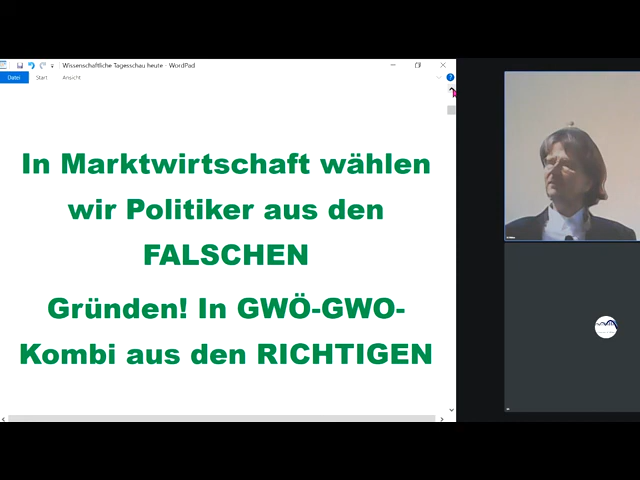 Wissenschaftliche Tagesschau heute - WordPad
Datei Start Ansicht
In Marktwirtschaft wählen
wir Politiker aus den
FALSCHEN
Gründen! In GWÖ-GWO-
Kombi aus den RICHTIGEN